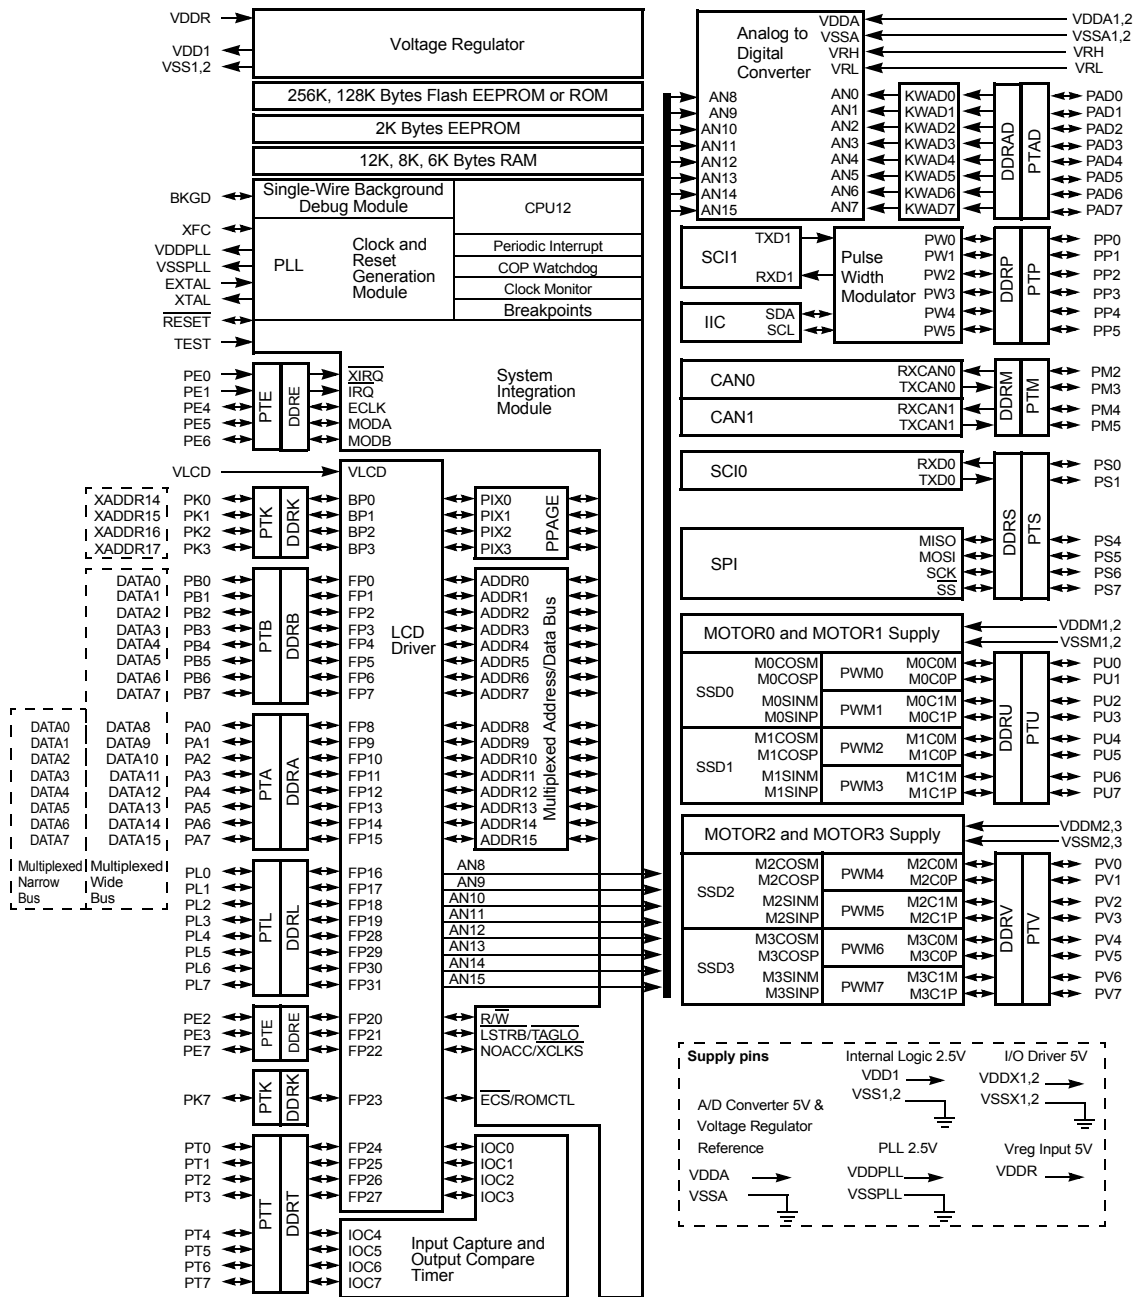 VDDR
VDD1
VSS1,2
Voltage Regulator
256K, 128K Bytes Flash EEPROM or ROM
2K Bytes EEPROM
12K, 8K, 6K Bytes RAM
BKGD
XFC
VDDPLL
VSSPLL
EXTAL
XTAL
RESET
TEST
Single-Wire Background
Debug Module
CPU12
PLL
Clock and
Reset
Generation
Module
Periodic Interrupt
COP Watchdog
Clock Monitor
Breakpoints
System
Integration
Module
PE0
PE1
PE4
PE5
PE6
PTE
DDRE
XIRQ
IRQ
ECLK
MODA
MODB
VLCD
VLCD
LCD
Driver
XADDR14 PK0
XADDR15 PK1
XADDR16 PK2
XADDR17 PK3
PTK
DDRK
BP0
BP1
BP2
BP3
PIX0
PIX1
PIX2
PIX3
PPAGE
DATA0 PB0
DATA1 PB1
DATA2 PB2
DATA3 PB3
DATA4 PB4
DATA5 PB5
DATA6 PB6
DATA7 PB7
PTB
DDRB
FP0
FP1
FP2
FP3
FP4
FP5
FP6
FP7
ADDR0
ADDR1
ADDR2
ADDR3
ADDR4
ADDR5
ADDR6
ADDR7
Multiplexed Address/Data Bus
DATA0 DATA8 PA0
DATA1 DATA9 PA1
DATA2 DATA10 PA2
DATA3 DATA11 PA3
DATA4 DATA12 PA4
DATA5 DATA13 PA5
DATA6 DATA14 PA6
DATA7 DATA15 PA7
Multiplexed
Narrow
Bus
Multiplexed
Wide
Bus
PTA
DDRA
FP8
FP9
FP10
FP11
FP12
FP13
FP14
FP15
ADDR8
ADDR9
ADDR10
ADDR11
ADDR12
ADDR13
ADDR14
ADDR15
PL0
PL1
PL2
PL3
PL4
PL5
PL6
PL7
PTL
DDRL
FP16
FP17
FP18
FP19
FP28
FP29
FP30
FP31
AN8
AN9
AN10
AN11
AN12
AN13
AN14
AN15
PE2
PE3
PE7
PTE
DDRE
FP20
FP21
FP22
R/W
LSTRB/TAGLO
NOACC/XCLKS
PK7
PTK
DDRK
FP23
ECS/ROMCTL
PT0
PT1
PT2
PT3
PT4
PT5
PT6
PT7
PTT
DDRT
FP24
FP25
FP26
FP27
IOC0
IOC1
IOC2
IOC3
IOC4
IOC5
IOC6
IOC7
Input Capture and
Output Compare
Timer
Analog to
Digital
Converter
VDDA
VSSA
VRH
VRL
VDDA1,2
VSSA1,2
VRH
VRL
AN8
AN9
AN10
AN11
AN12
AN13
AN14
AN15
AN0
AN1
AN2
AN3
AN4
AN5
AN6
AN7
KWAD0
KWAD1
KWAD2
KWAD3
KWAD4
KWAD5
KWAD6
KWAD7
DDRAD
PTAD
PAD0
PAD1
PAD2
PAD3
PAD4
PAD5
PAD6
PAD7
SCI1
TXD1
RXD1
IIC
SDA
SCL
Pulse
Width
Modulator
PW0
PW1
PW2
PW3
PW4
PW5
DDRP
PTP
PP0
PP1
PP2
PP3
PP4
PP5
CAN0
RXCAN0
TXCAN0
CAN1
RXCAN1
TXCAN1
DDRM
PTM
PM2
PM3
PM4
PM5
SCI0
RXD0
TXD0
SPI
MISO
MOSI
SCK
SS
DDRS
PTS
PS0
PS1
PS4
PS5
PS6
PS7
MOTOR0 and MOTOR1 Supply
VDDM1,2
VSSM1,2
SSD0
M0COSM
M0COSP
M0SINM
M0SINP
PWM0
PWM1
M0C0M
M0C0P
M0C1M
M0C1P
SSD1
M1COSM
M1COSP
M1SINM
M1SINP
PWM2
PWM3
M1C0M
M1C0P
M1C1M
M1C1P
DDRU
PTU
PU0
PU1
PU2
PU3
PU4
PU5
PU6
PU7
MOTOR2 and MOTOR3 Supply
VDDM2,3
VSSM2,3
SSD2
M2COSM
M2COSP
M2SINM
M2SINP
PWM4
PWM5
M2C0M
M2C0P
M2C1M
M2C1P
SSD3
M3COSM
M3COSP
M3SINM
M3SINP
PWM6
PWM7
M3C0M
M3C0P
M3C1M
M3C1P
DDRV
PTV
PV0
PV1
PV2
PV3
PV4
PV5
PV6
PV7
Supply pins
Internal Logic 2.5V
VDD1
VSS1,2
I/O Driver 5V
VDDX1,2
VSSX1,2
A/D Converter 5V &
Voltage Regulator
Reference
VDDA
VSSA
PLL 2.5V
VDDPLL
VSSPLL
Vreg Input 5V
VDDR